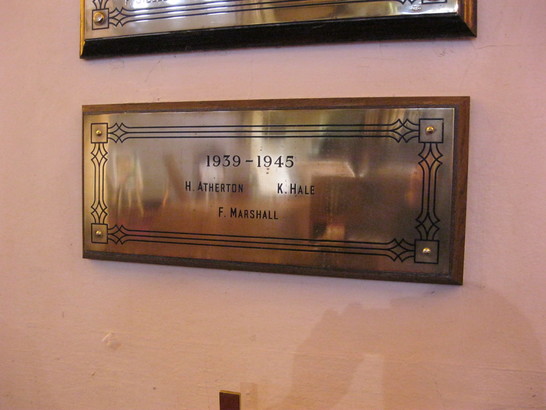 1939-1945
H. ATHERTON K. HALE
F. MARSHALL